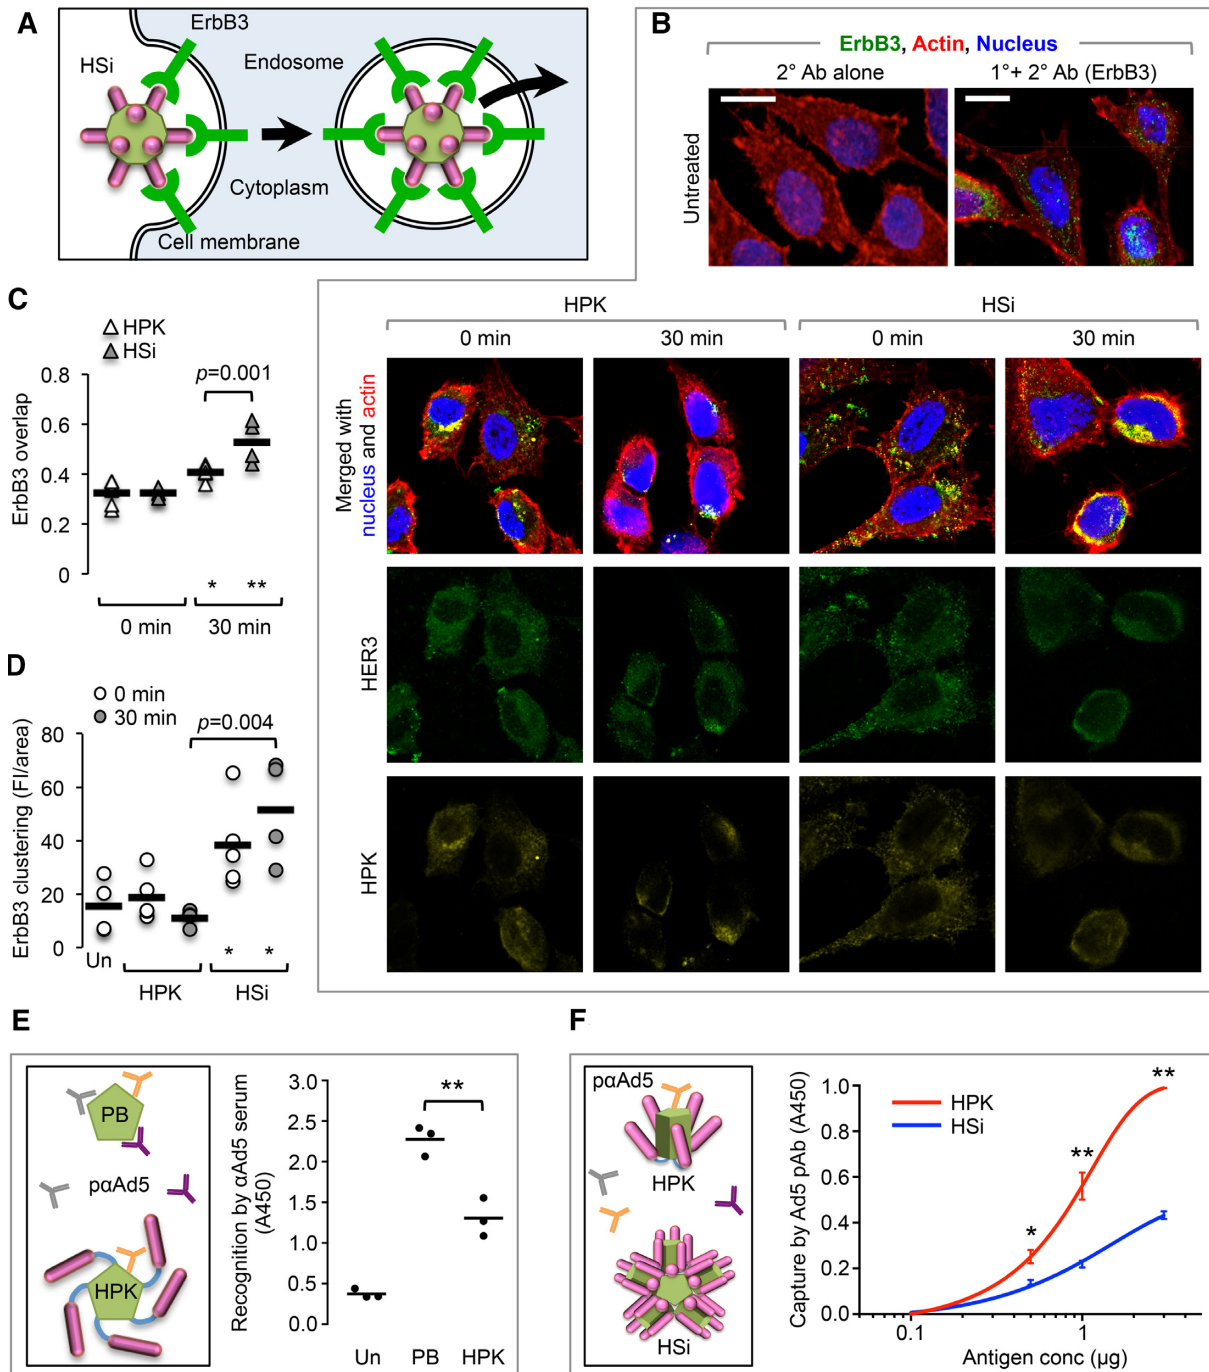 A
ErbB3
HSi
Endosome
Cytoplasm
Cell membrane
B
ErbB3, Actin, Nucleus
2° Ab alone
1°+ 2° Ab (ErbB3)
Untreated
HPK
HSi
0 min
30 min
0 min
30 min
Merged with
nucleus and actin
HER3
HPK
C
HPK
HSi
p=0.001
ErbB3 overlap
0.8
0.6
0.4
0.2
0
* **
0 min
30 min
D
0 min
30 min
p=0.004
ErbB3 clustering (FI/area)
80
60
40
20
0
* *
Un
HPK
HSi
E
PB
pαAd5
HPK
Recognition by αAd5 serum
(A450)
3.0
2.5
2.0
1.5
1.0
0.5
0.0
**
Un
PB
HPK
F
pαAd5
HPK
HSi
Capture by Ad5 pAb (A450)
1.0
0.8
0.6
0.4
0.2
0.0
HPK
HSi
*
**
**
0.1
1
Antigen conc (µg)